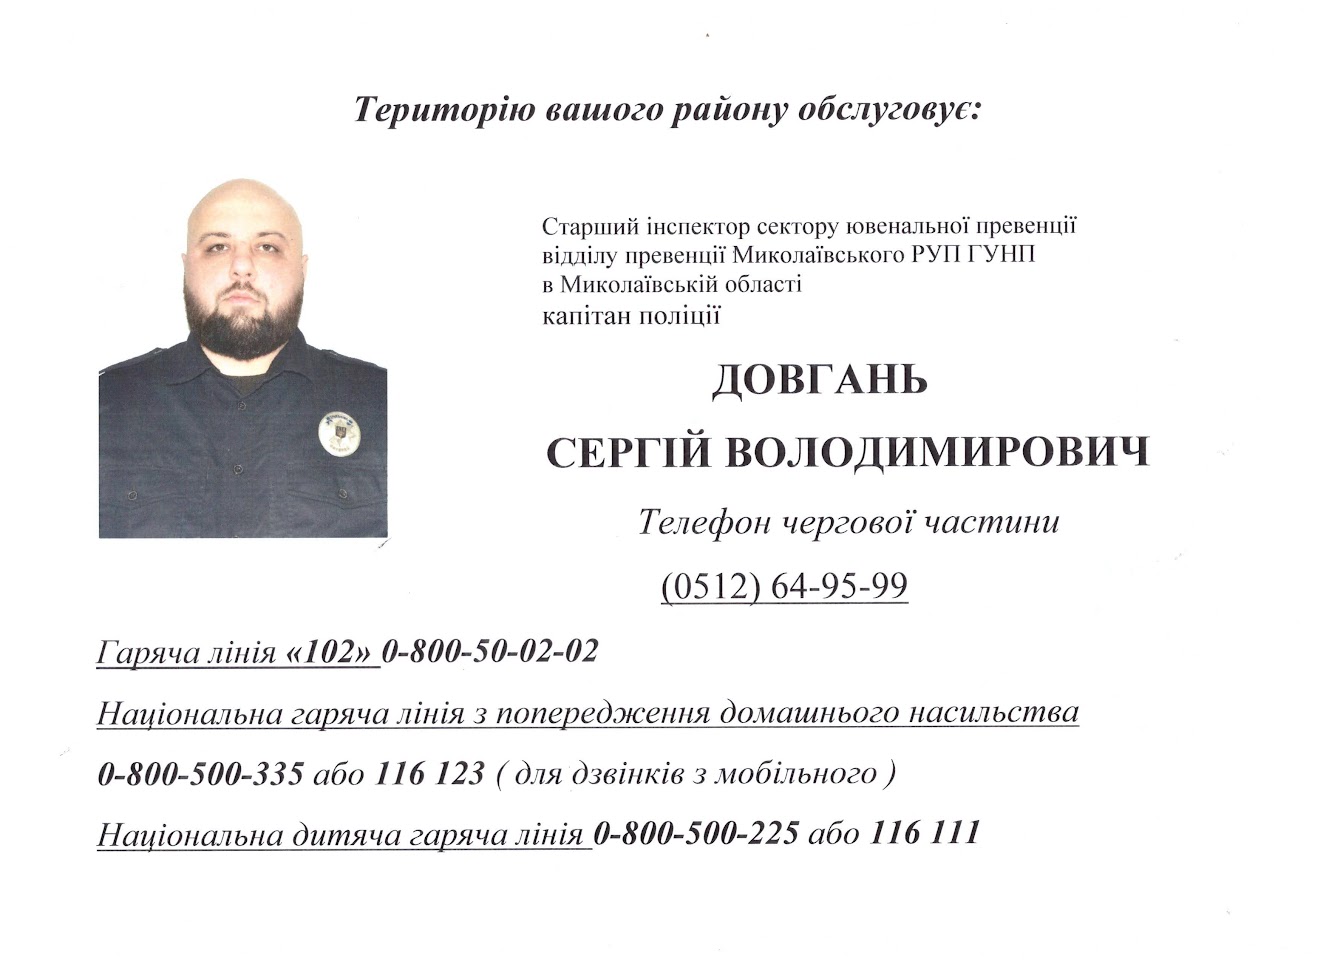 Територію вашого району обслуговує:
Старший інспектор сектору ювенальної превенції
відділу превенції Миколаївського РУП ГУНП
в Миколаївській області
капітан поліції
ДОВГАНЬ
СЕРГІЙ ВОЛОДИМИРОВИЧ
Телефон чергової частини
(0512) 64-95-99
Гаряча лінія «102» 0-800-50-02-02
Національна гаряча лінія з попередження домашнього насильства
0-800-500-335 або 116 123 ( для дзвінків з мобільного )
Національна дитяча гаряча лінія 0-800-500-225 або 116 111